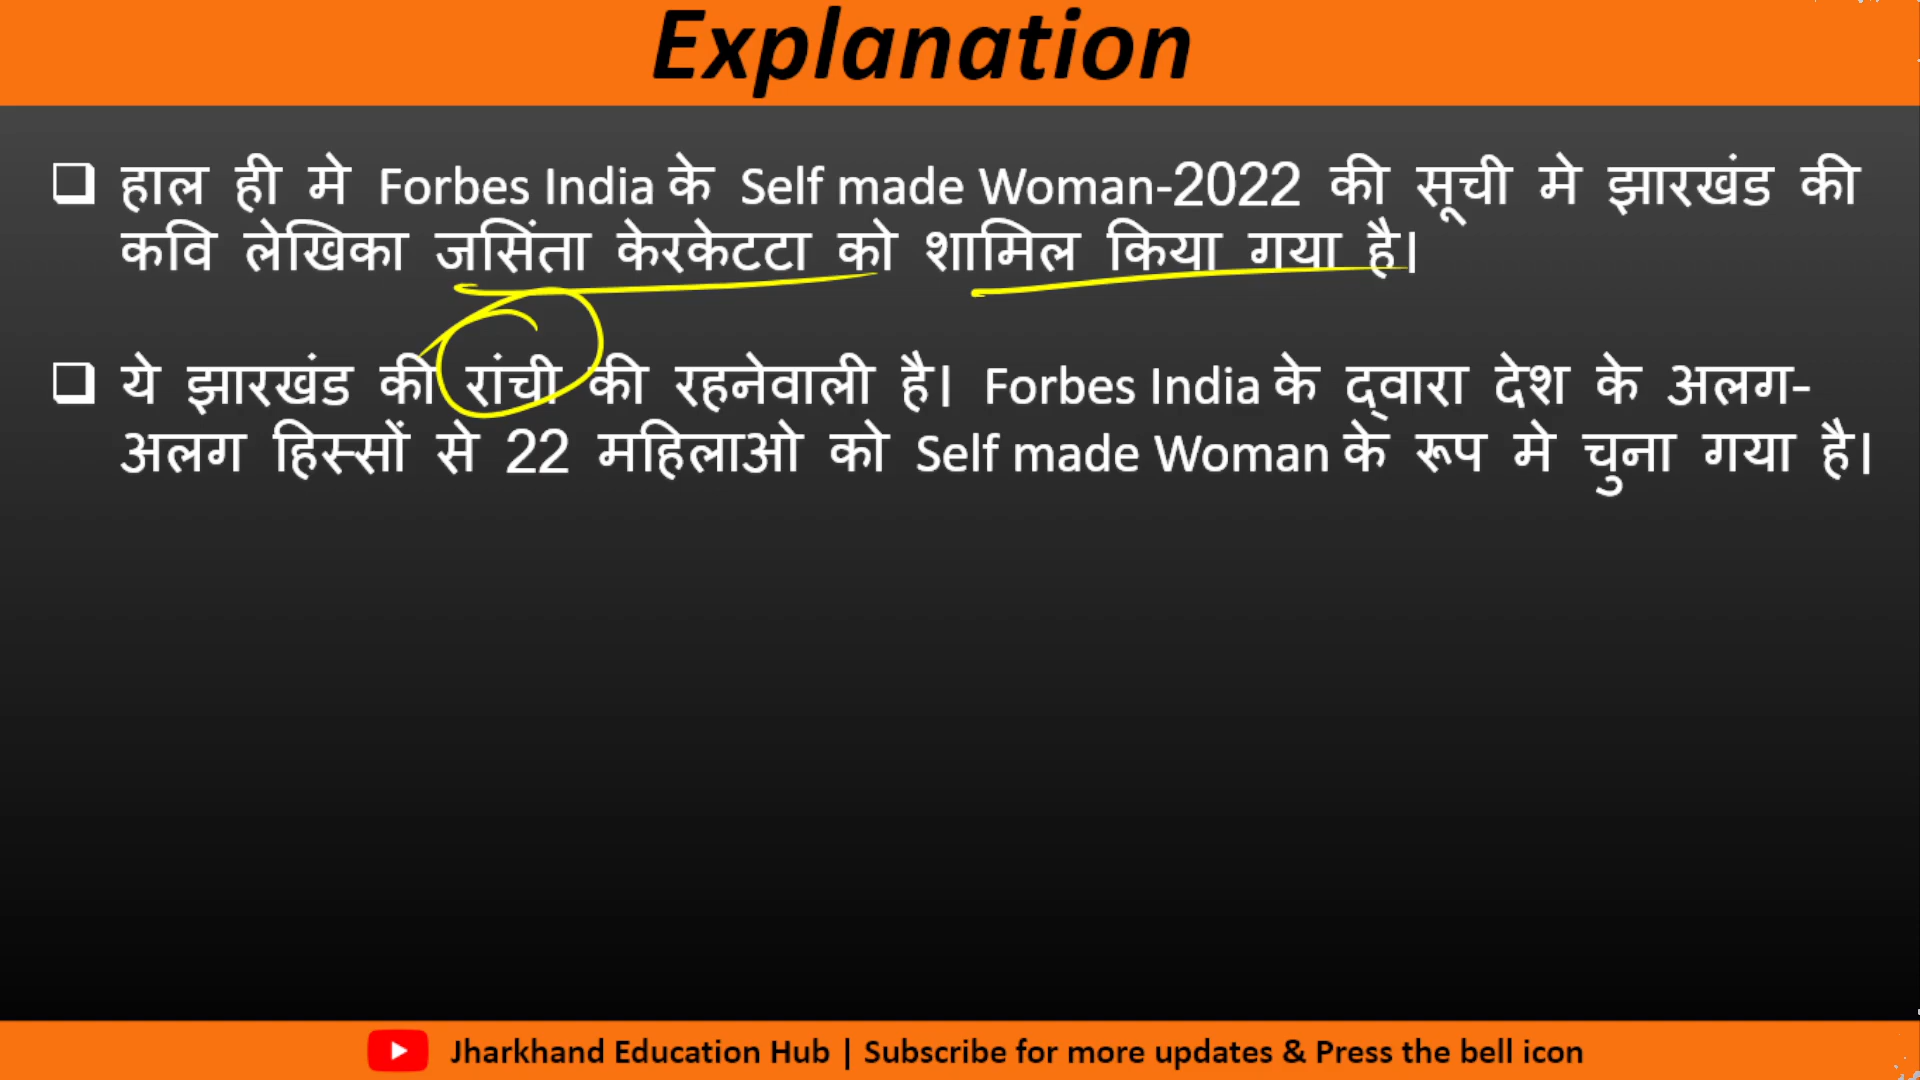 Explanation
❑ हाल ही मे Forbes India के Self made Woman-2022 की सूची मे झारखंड की
कवि लेखिका जसिंता केरकेटटा को शामिल किया गया है।
❑ ये झारखंड की रांची की रहनेवाली है। Forbes India के द्वारा देश के अलग-
अलग हिस्सों से 22 महिलाओ को Self made Woman के रूप मे चुना गया है।
Jharkhand Education Hub | Subscribe for more updates & Press the bell icon